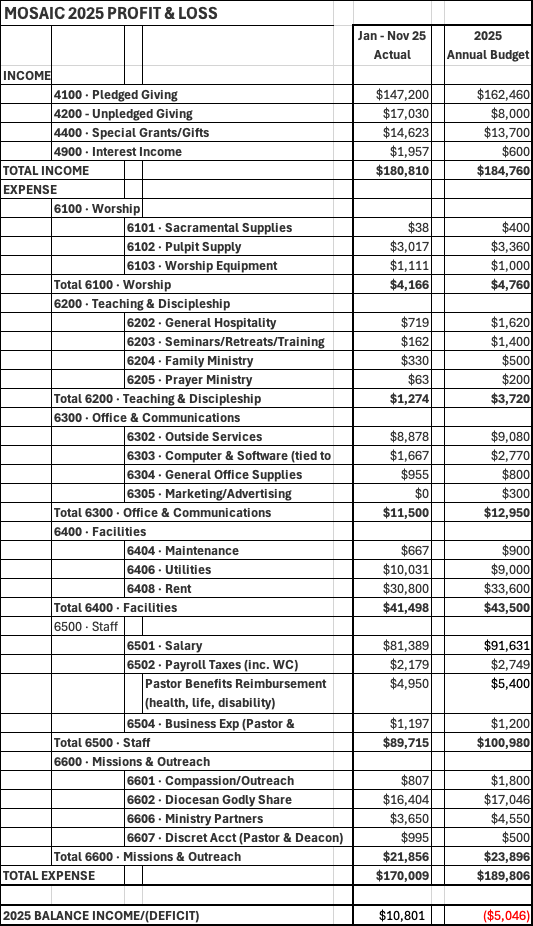 MOSAIC 2025 PROFIT & LOSS
Jan - Nov 25 2025
Actual Annual Budget
INCOME
4100 · Pledged Giving $147,200 $162,460
4200 - Unpledged Giving $17,030 $8,000
4400 · Special Grants/Gifts $14,623 $13,700
4900 · Interest Income $1,957 $600
TOTAL INCOME $180,810 $184,760
EXPENSE
6100 · Worship
6101 · Sacramental Supplies $38 $400
6102 · Pulpit Supply $3,017 $3,360
6103 · Worship Equipment $1,111 $1,000
Total 6100 · Worship $4,166 $4,760
6200 · Teaching & Discipleship
6202 · General Hospitality $719 $1,620
6203 · Seminars/Retreats/Training $162 $1,400
6204 · Family Ministry $330 $500
6205 · Prayer Ministry $63 $200
Total 6200 · Teaching & Discipleship $1,274 $3,720
6300 · Office & Communications
6302 · Outside Services $8,878 $9,080
6303 · Computer & Software (tied to $1,667 $2,770
6304 · General Office Supplies $955 $800
6305 · Marketing/Advertising $0 $300
Total 6300 · Office & Communications $11,500 $12,950
6400 · Facilities
6404 · Maintenance $667 $900
6406 · Utilities $10,031 $9,000
6408 · Rent $30,800 $33,600
Total 6400 · Facilities $41,498 $43,500
6500 · Staff
6501 · Salary $81,389 $91,631
6502 · Payroll Taxes (inc. WC) $2,179 $2,749
Pastor Benefits Reimbursement $4,950 $5,400
(health, life, disability)
6504 · Business Exp (Pastor & $1,197 $1,200
Total 6500 · Staff $89,715 $100,980
6600 · Missions & Outreach
6601 · Compassion/Outreach $807 $1,800
6602 · Diocesan Godly Share $16,404 $17,046
6606 · Ministry Partners $3,650 $4,550
6607 · Discret Acct (Pastor & Deacon) $995 $500
Total 6600 · Missions & Outreach $21,856 $23,896
TOTAL EXPENSE $170,009 $189,806
2025 BALANCE INCOME/(DEFICIT) $10,801 ($5,046)